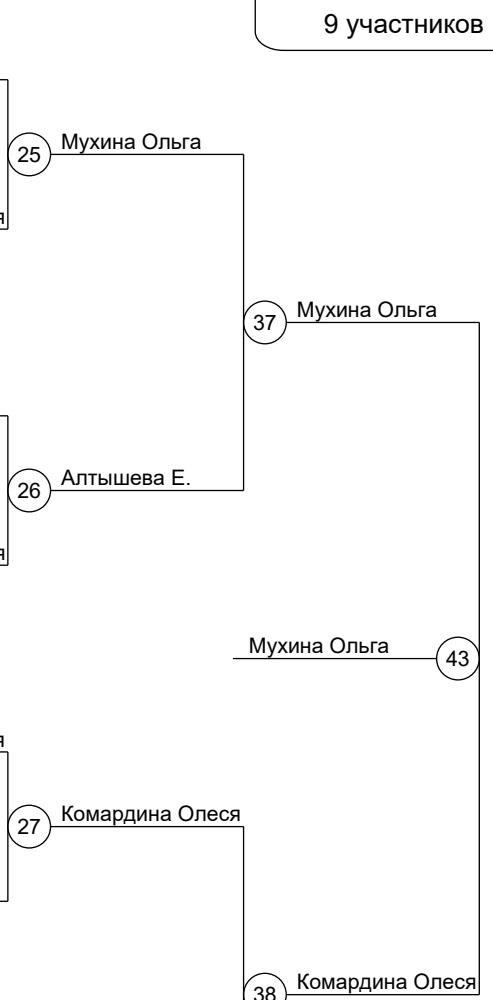 9 участников
25 Мухина Ольга
я
37 Мухина Ольга
26 Алтышева Е.
я
Мухина Ольга 43
я
27 Комардина Олеся
38 Комардина Олеся